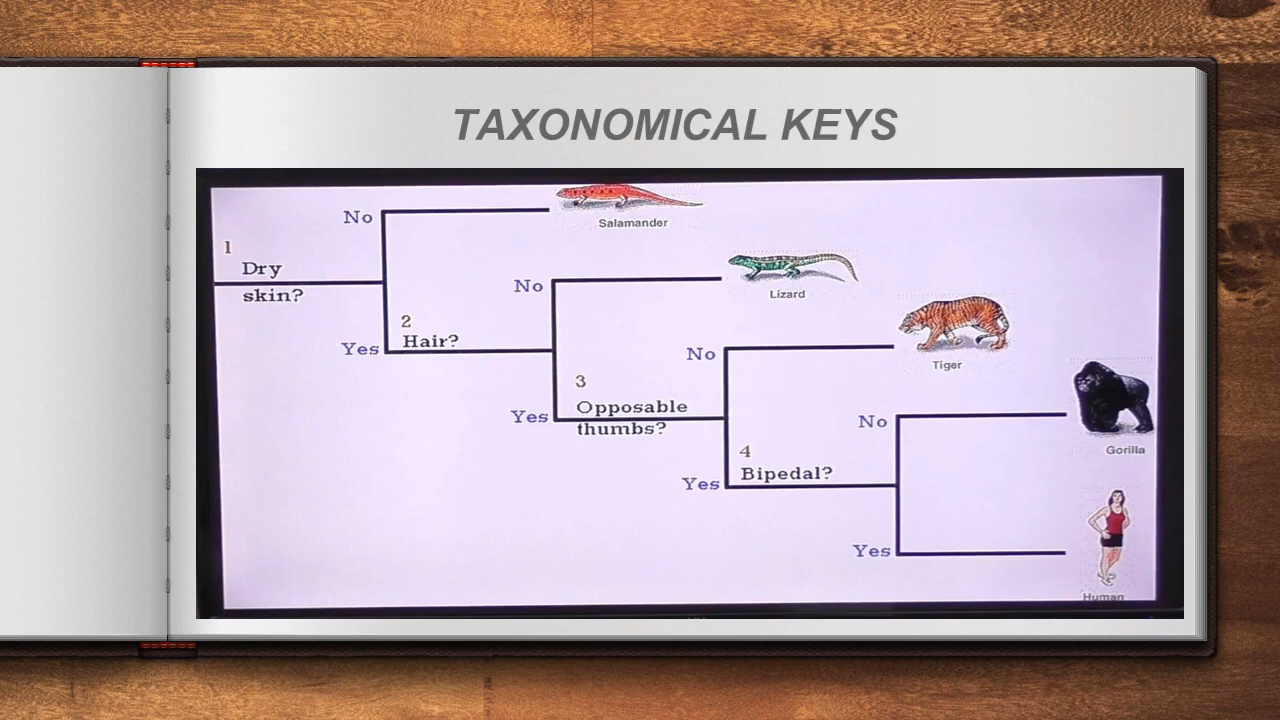 TAXONOMICAL KEYS
No
Salamander
1
Dry
skin?
No
Lizard
2
Hair?
Yes
No
Tiger
3
Opposable
thumbs?
Yes
No
Gorilla
4
Bipedal?
Yes
Yes
Human